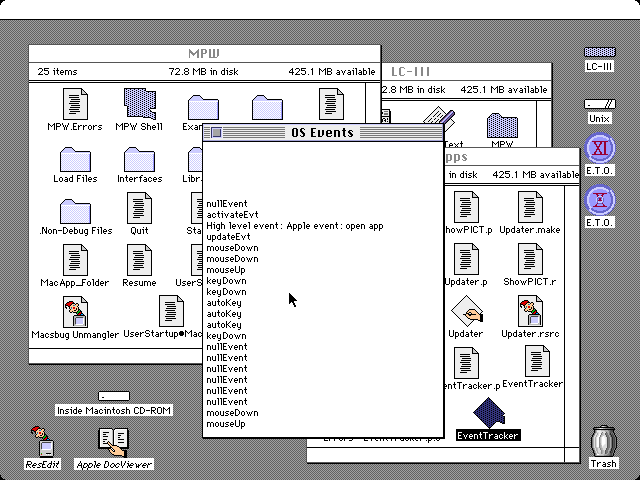 MPW
25 items 72.8 MB in disk 425.1 MB available
MPW.Errors
MPW Shell
Exam
Load Files
Interfaces
Libr
.Non-Debug Files
Quit
Sta
MacApp_Folder
Resume
UserS
Macsbug Unmangler
UserStartup•Mac
LC-III
2.8 MB in disk 425.1 MB available
Text
MPW
pps
in disk 425.1 MB available
howPICT.r
Updater.make
Updater.p
ShowPICT.r
Updater
Updater.rsrc
entTracker.p
EventTracker
EventTracker
OS Events
nullEvent
activateEvt
High level event: Apple event: open app
updateEvt
mouseDown
mouseDown
mouseUp
keyDown
keyDown
autoKey
autoKey
autoKey
keyDown
nullEvent
nullEvent
nullEvent
nullEvent
nullEvent
nullEvent
mouseDown
mouseUp
LC-III
Unix
XI
E.T.O.
E.T.O.
Inside Macintosh CD-ROM
ResEdit
Apple DocViewer
Trash